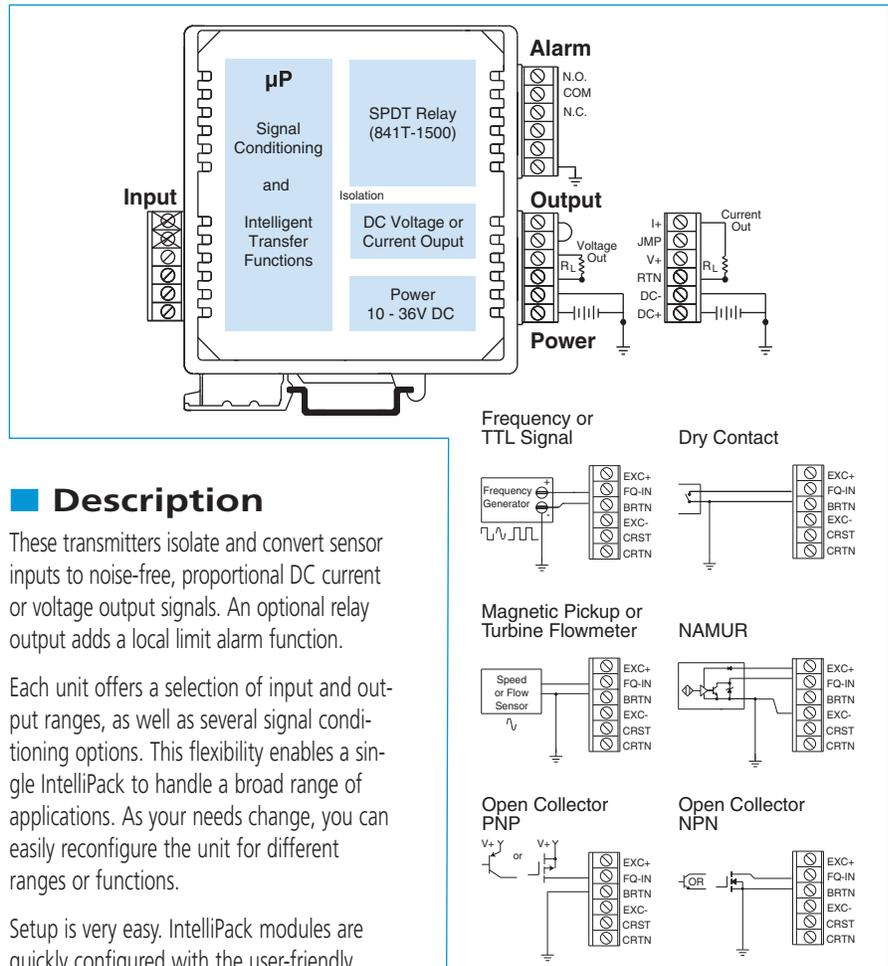 Alarm
N.O.
COM
N.C.
µP
Signal
Conditioning
and
Intelligent
Transfer
Functions
SPDT Relay
(841T-1500)
Isolation
DC Voltage or
Current Ouput
Power
10 - 36V DC
Input
Output
Voltage
Out
RL
Power
I+
JMP
V+
RTN
DC-
DC+
Current
Out
RL
Description
These transmitters isolate and convert sensor
inputs to noise-free, proportional DC current
or voltage output signals. An optional relay
output adds a local limit alarm function.
Each unit offers a selection of input and out-
put ranges, as well as several signal condi-
tioning options. This flexibility enables a sin-
gle IntelliPack to handle a broad range of
applications. As your needs change, you can
easily reconfigure the unit for different
ranges or functions.
Setup is very easy. IntelliPack modules are
quickly configured with the user-friendly
Frequency or
TTL Signal
Frequency
Generator
+
-
EXC+
FQ-IN
BRTN
EXC-
CRST
CRTN
Dry Contact
EXC+
FQ-IN
BRTN
EXC-
CRST
CRTN
Magnetic Pickup or
Turbine Flowmeter
Speed
or Flow
Sensor
EXC+
FQ-IN
BRTN
EXC-
CRST
CRTN
NAMUR
EXC+
FQ-IN
BRTN
EXC-
CRST
CRTN
Open Collector
PNP
V+
or
V+
EXC+
FQ-IN
BRTN
EXC-
CRST
CRTN
Open Collector
NPN
OR
EXC+
FQ-IN
BRTN
EXC-
CRST
CRTN